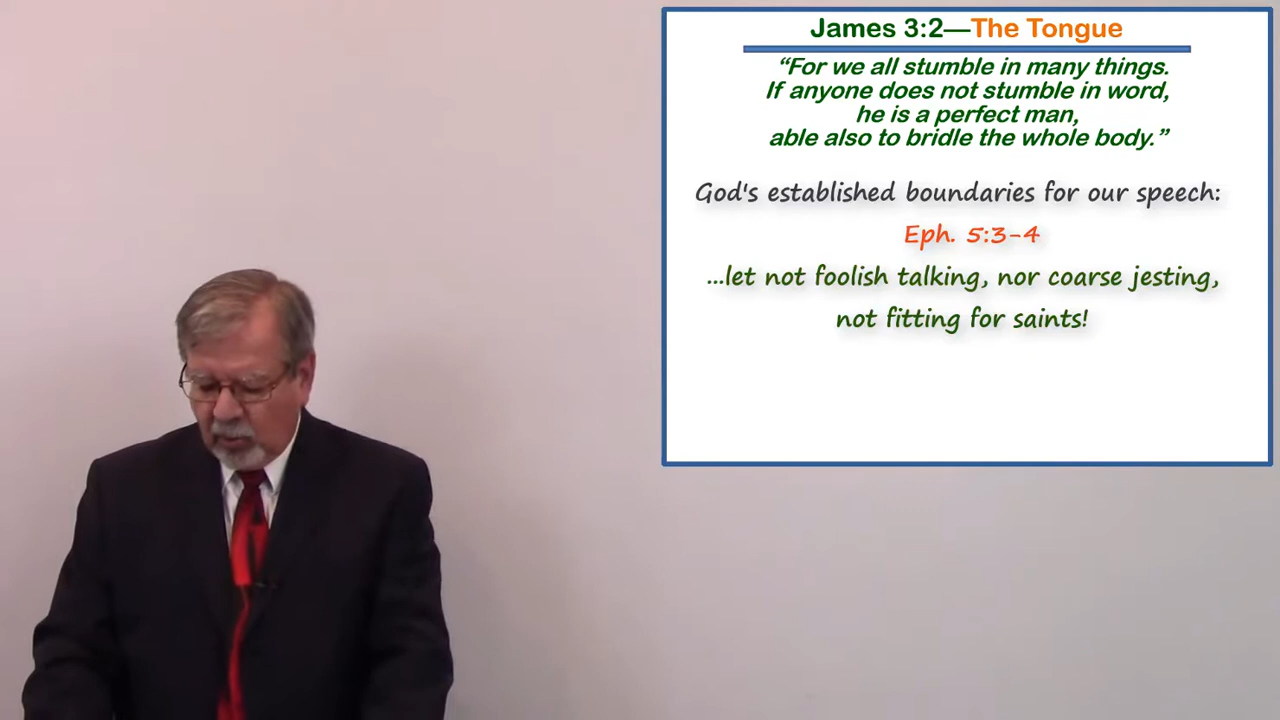 James 3:2—The Tongue
“For we all stumble in many things.
If anyone does not stumble in word,
he is a perfect man,
able also to bridle the whole body.”
God's established boundaries for our speech:
Eph. 5:3-4
...let not foolish talking, nor coarse jesting,
not fitting for saints!